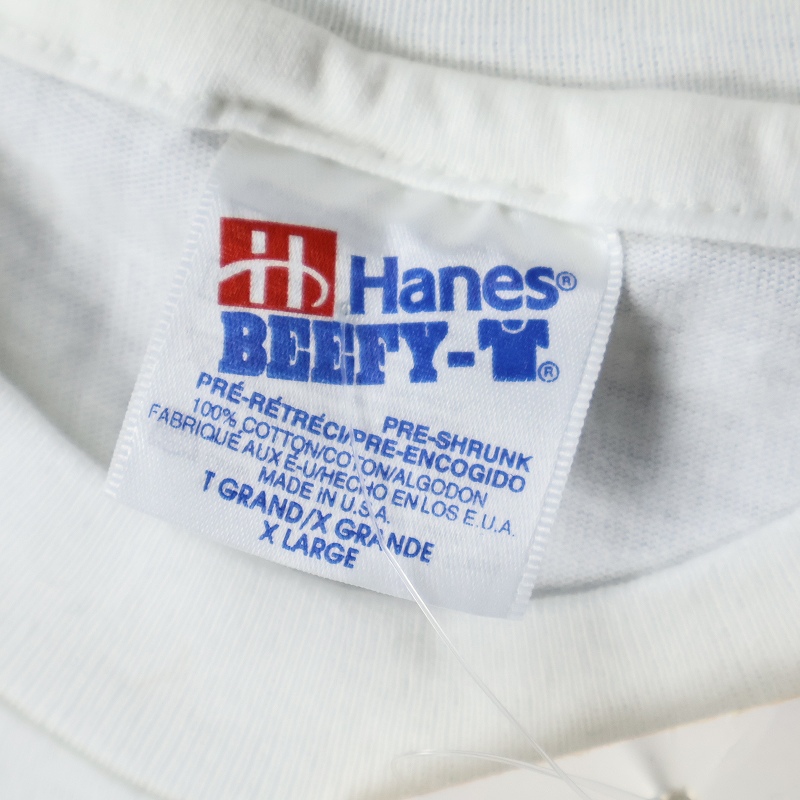 H Hanes®
BEEFY-T®
PRE-SHRUNK
PRÉ-RÉTRÉCI/PRE-ENCOGIDO
100% COTTON/COTON/ALGODON
FABRIQUÉ AUX É-U/HECHO EN LOS E.U.A.
MADE IN U.S.A.
T GRAND/X GRANDE
X LARGE